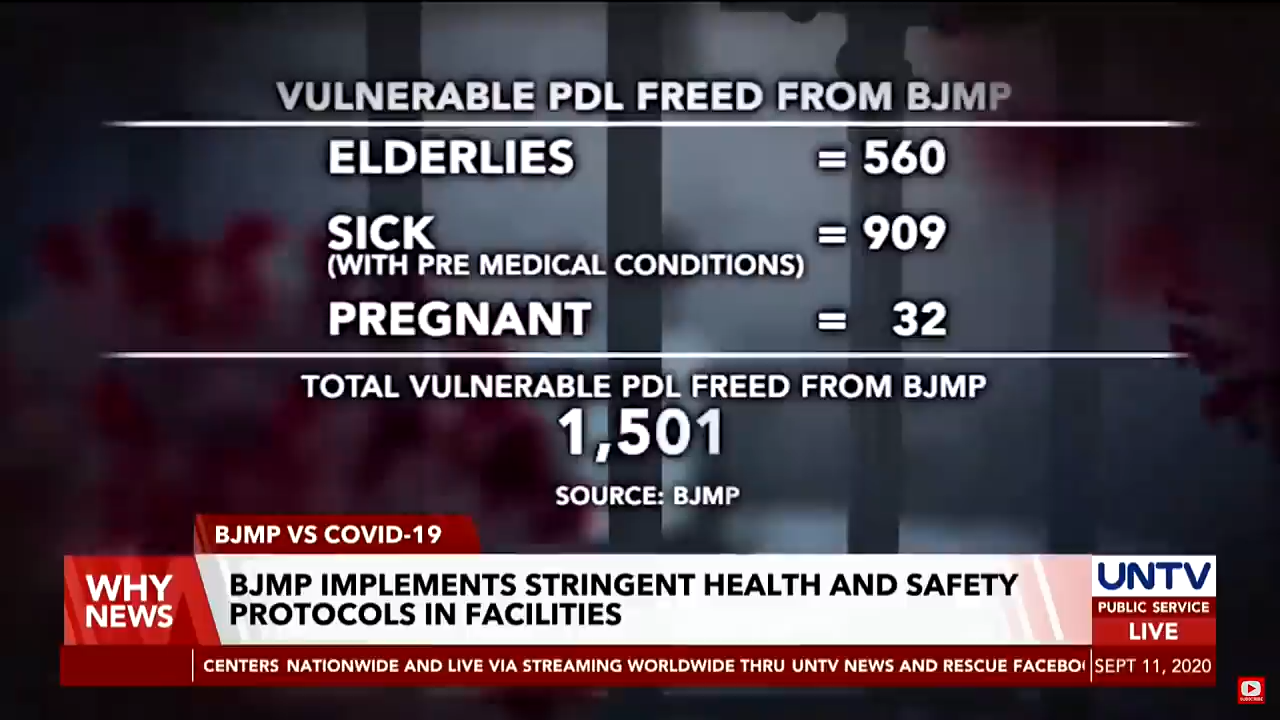 VULNERABLE PDL FREED FROM BJMP
ELDERLIES = 560
SICK = 909
(WITH PRE MEDICAL CONDITIONS)
PREGNANT = 32
TOTAL VULNERABLE PDL FREED FROM BJMP
1,501
SOURCE: BJMP
BJMP VS COVID-19
WHY NEWS
BJMP IMPLEMENTS STRINGENT HEALTH AND SAFETY
PROTOCOLS IN FACILITIES
UNTV
PUBLIC SERVICE
LIVE
CENTERS NATIONWIDE AND LIVE VIA STREAMING WORLDWIDE THRU UNTV NEWS AND RESCUE
SEPT 11, 2020
SUBSCRIBE